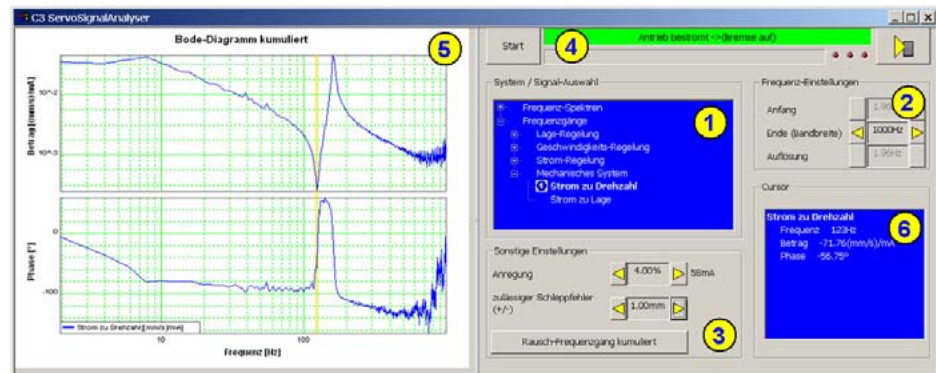 C3 ServoSignalAnalyser
Bode-Diagramm kumuliert
5
10^-2
10^-3
Betrag [(mm/s)/mA]
0
-100
Phase [°]
Strom zu Drehzahl [(mm/s)/mA]
10
100
Frequenz [Hz]
Start
4
Antrieb bestromt ->(Bremse auf)
System / Signal-Auswahl
Frequenz-Spektren
Frequenzgänge
Lage-Regelung
Geschwindigkeits-Regelung
Strom-Regelung
Mechanisches System
Strom zu Drehzahl
Strom zu Lage
1
Frequenz-Einstellungen
Anfang
2
Ende (Bandbreite)
1000Hz
Auflösung
1.96Hz
Sonstige Einstellungen
Anregung
4.00%
58mA
zulässiger Schleppfehler
(+/-)
1.00mm
Rausch-Frequenzgang kumuliert
3
Cursor
Strom zu Drehzahl
Frequenz 123Hz
Betrag -71.76(mm/s)/mA
Phase -56.75°
6